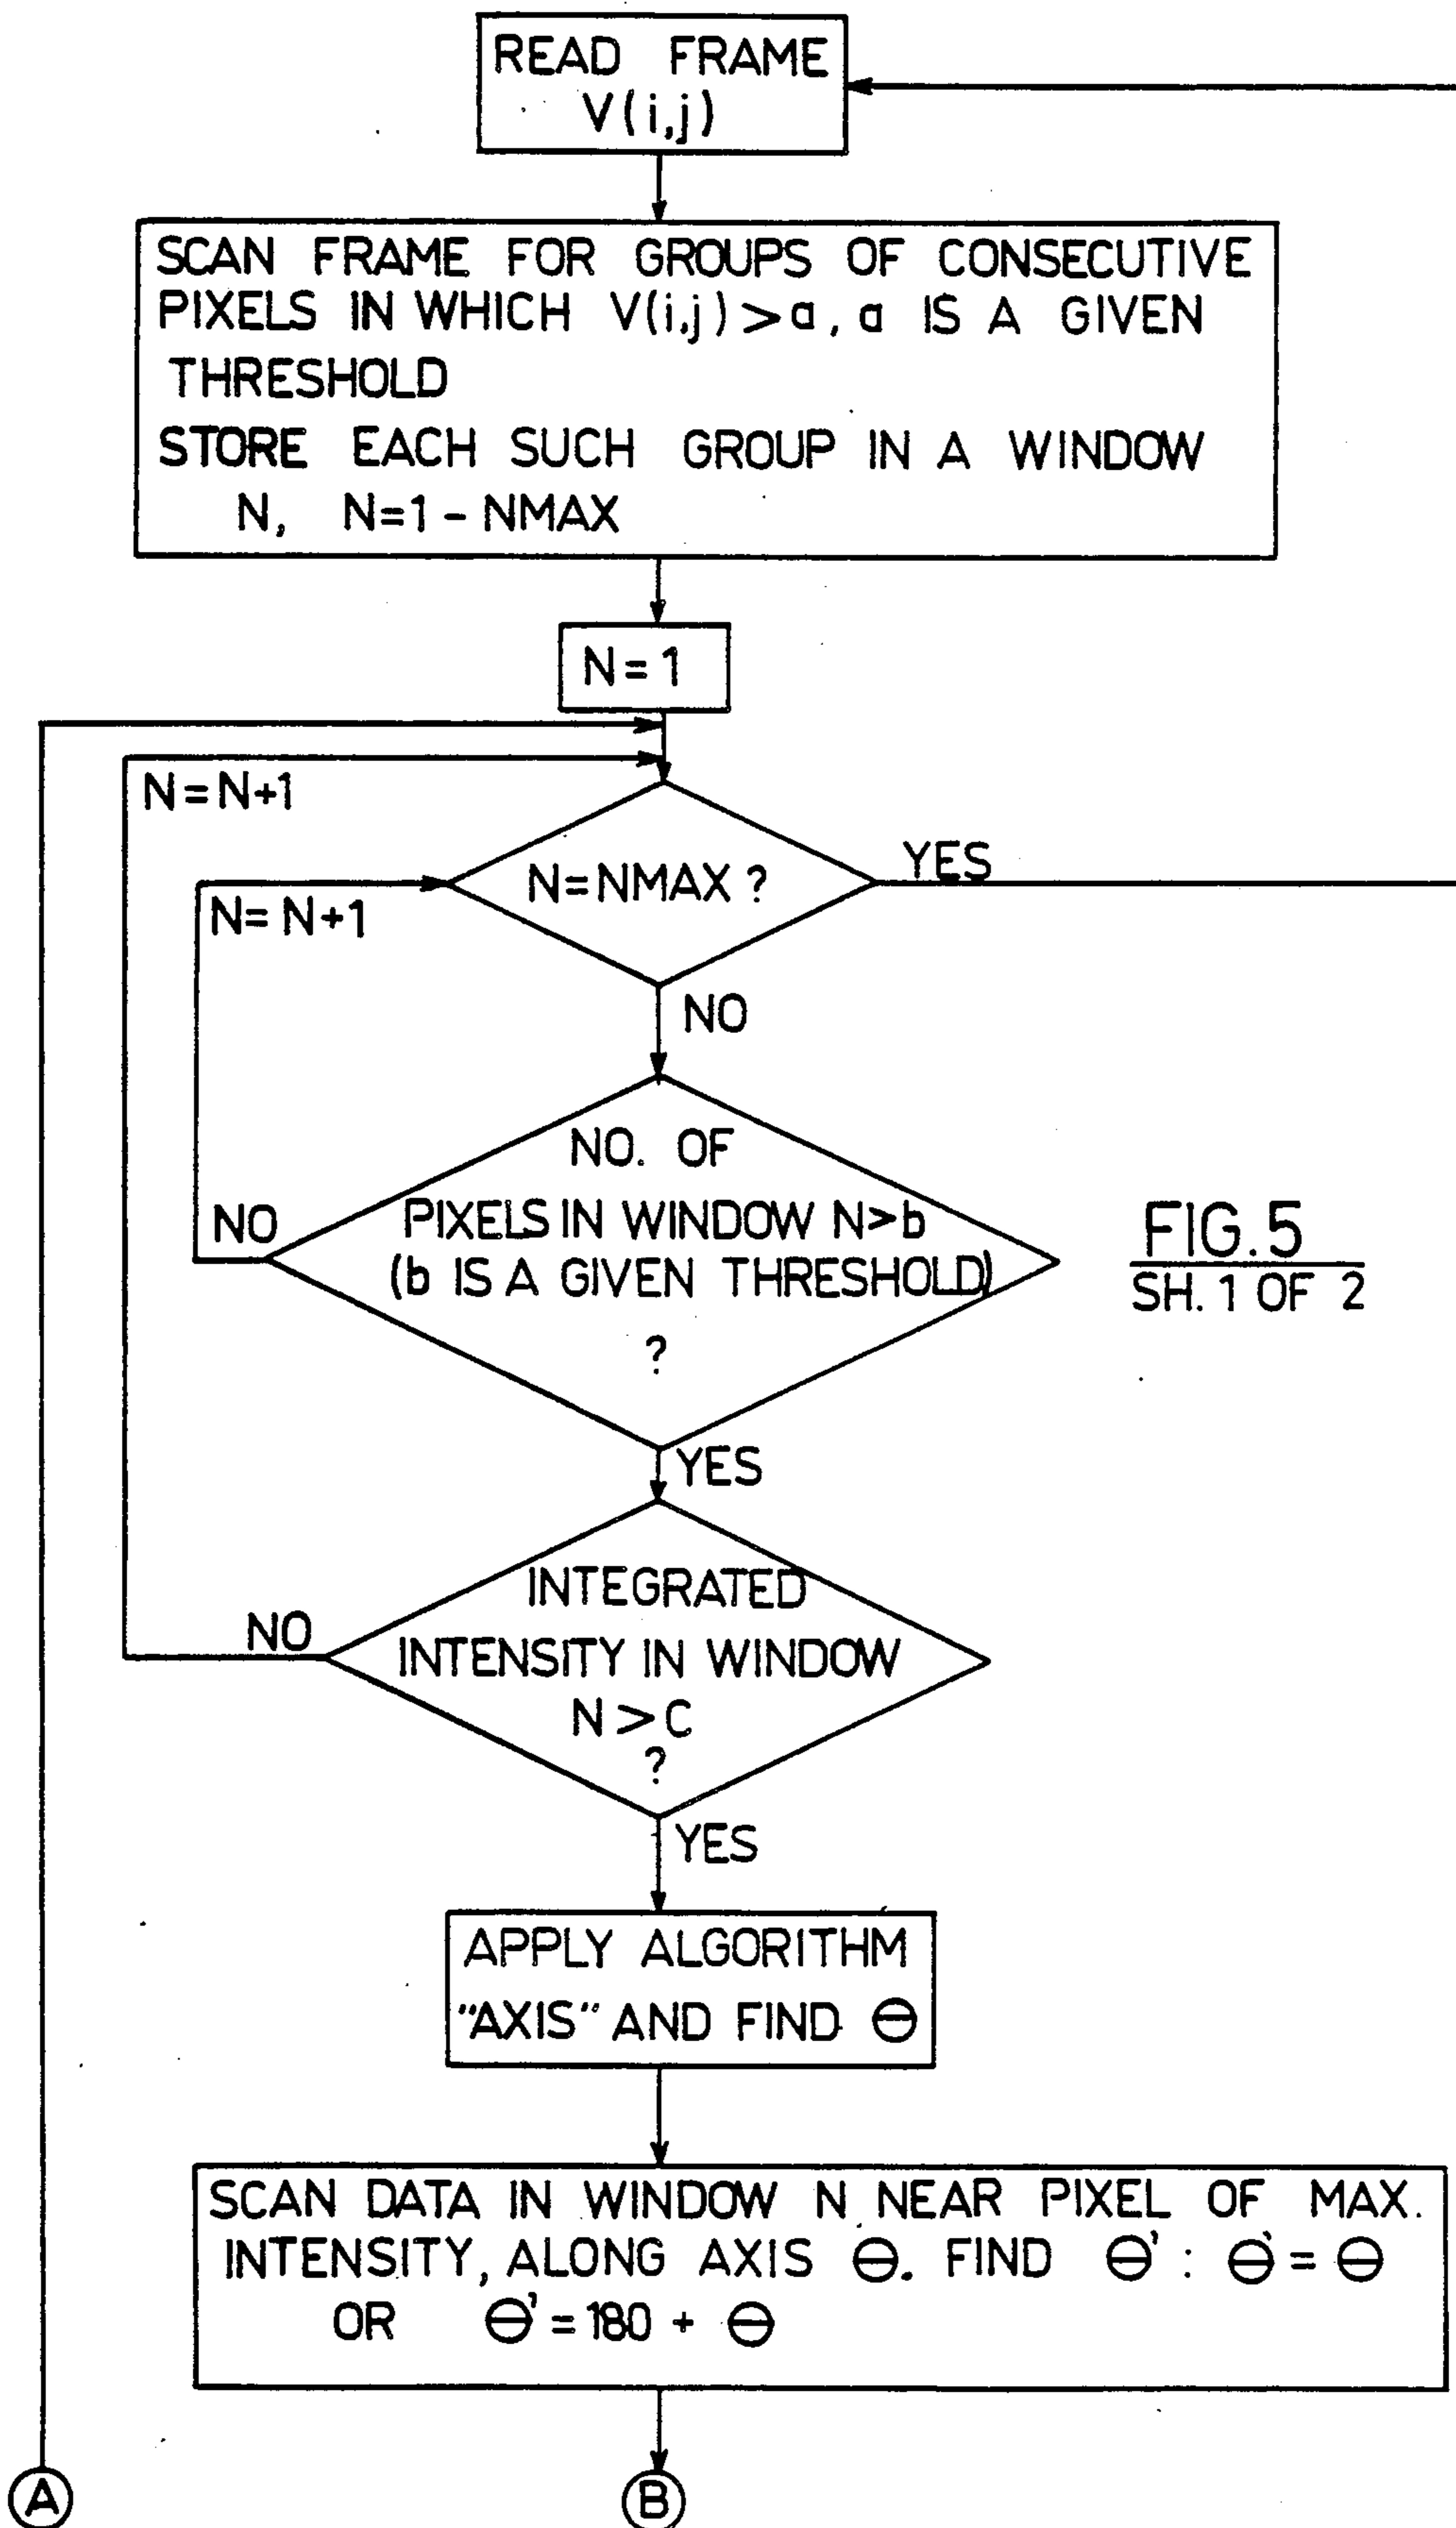 READ FRAME
V(i,j)
SCAN FRAME FOR GROUPS OF CONSECUTIVE
PIXELS IN WHICH V(i,j)>a, a IS A GIVEN
THRESHOLD
STORE EACH SUCH GROUP IN A WINDOW
N, N=1-NMAX
N=1
N=N+1
N=NMAX?
YES
N=N+1
NO
NO. OF
PIXELS IN WINDOW N>b
(b IS A GIVEN THRESHOLD)
?
NO
FIG.5
SH. 1 OF 2
YES
INTEGRATED
INTENSITY IN WINDOW
N>C
?
NO
YES
APPLY ALGORITHM
"AXIS" AND FIND Θ
SCAN DATA IN WINDOW N NEAR PIXEL OF MAX.
INTENSITY, ALONG AXIS Θ. FIND Θ' : Θ' = Θ
OR Θ' = 180 + Θ
A
B